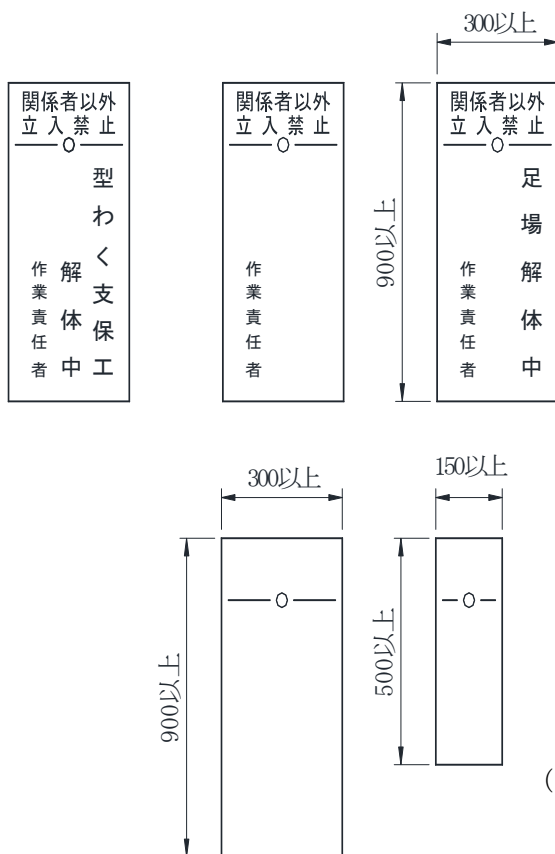 300以上
関係者以外
立入禁止
型わく支保工
解体中
作業責任者
関係者以外
立入禁止
作業責任者
900以上
関係者以外
立入禁止
足場解体中
作業責任者
300以上
150以上
900以上
500以上
(